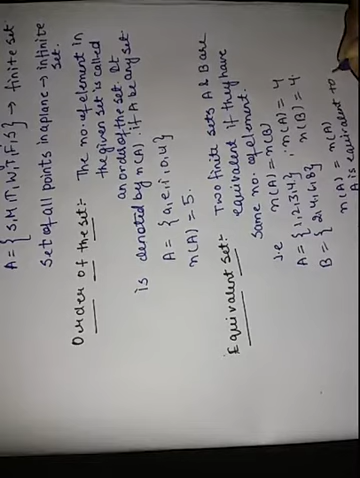 A = {S, M, T, W, T, F, S} → finite set
Set of all points in a plane → infinite set.
Order of the set:- The no. of element in
the given set is called
an order of the set. It
is denoted by n(A). if A be any set
A = {a, e, i, o, u}
n(A) = 5.
Equivalent set:- Two finite sets A & B are
equivalent if they have
same no. of element.
i.e n(A) = n(B)
A = {1,2,3,4} ; n(A) = 4
B = {2,4,6,8} n(B) = 4.
n(A) = n(A)
A is equivalent to